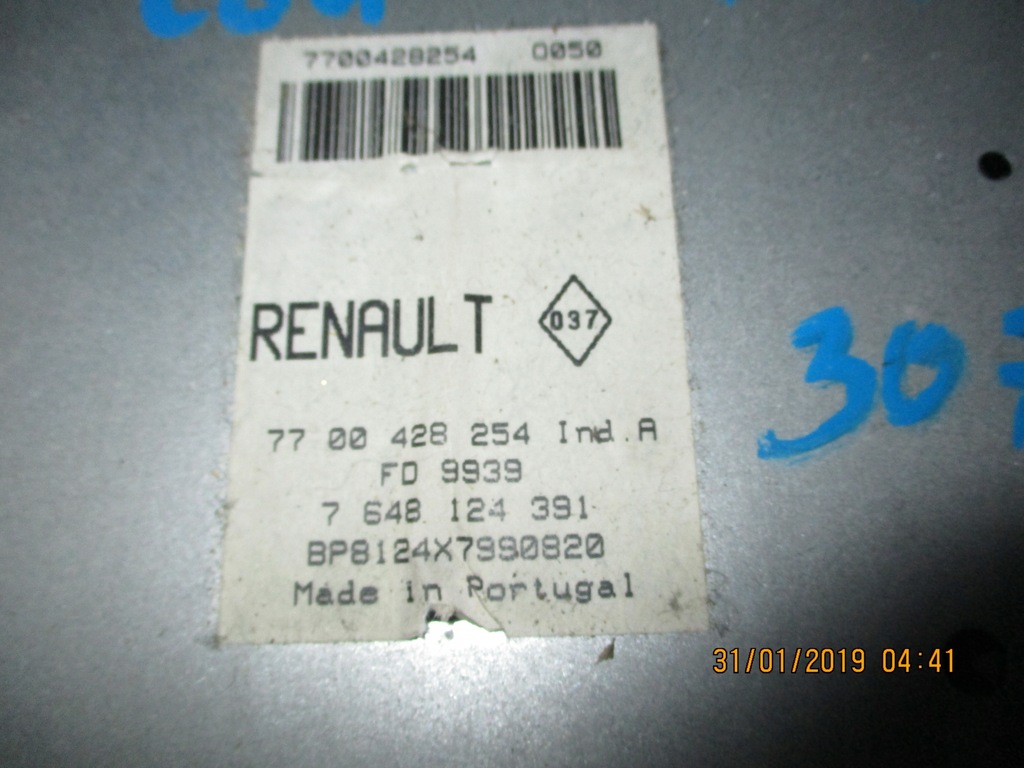 7700428254 0050
RENAULT 037
77 00 428 254 Ind.A
FD 9939
7 648 124 391
BP8124X7990820
Made in Portugal
30
31/01/2019 04:41